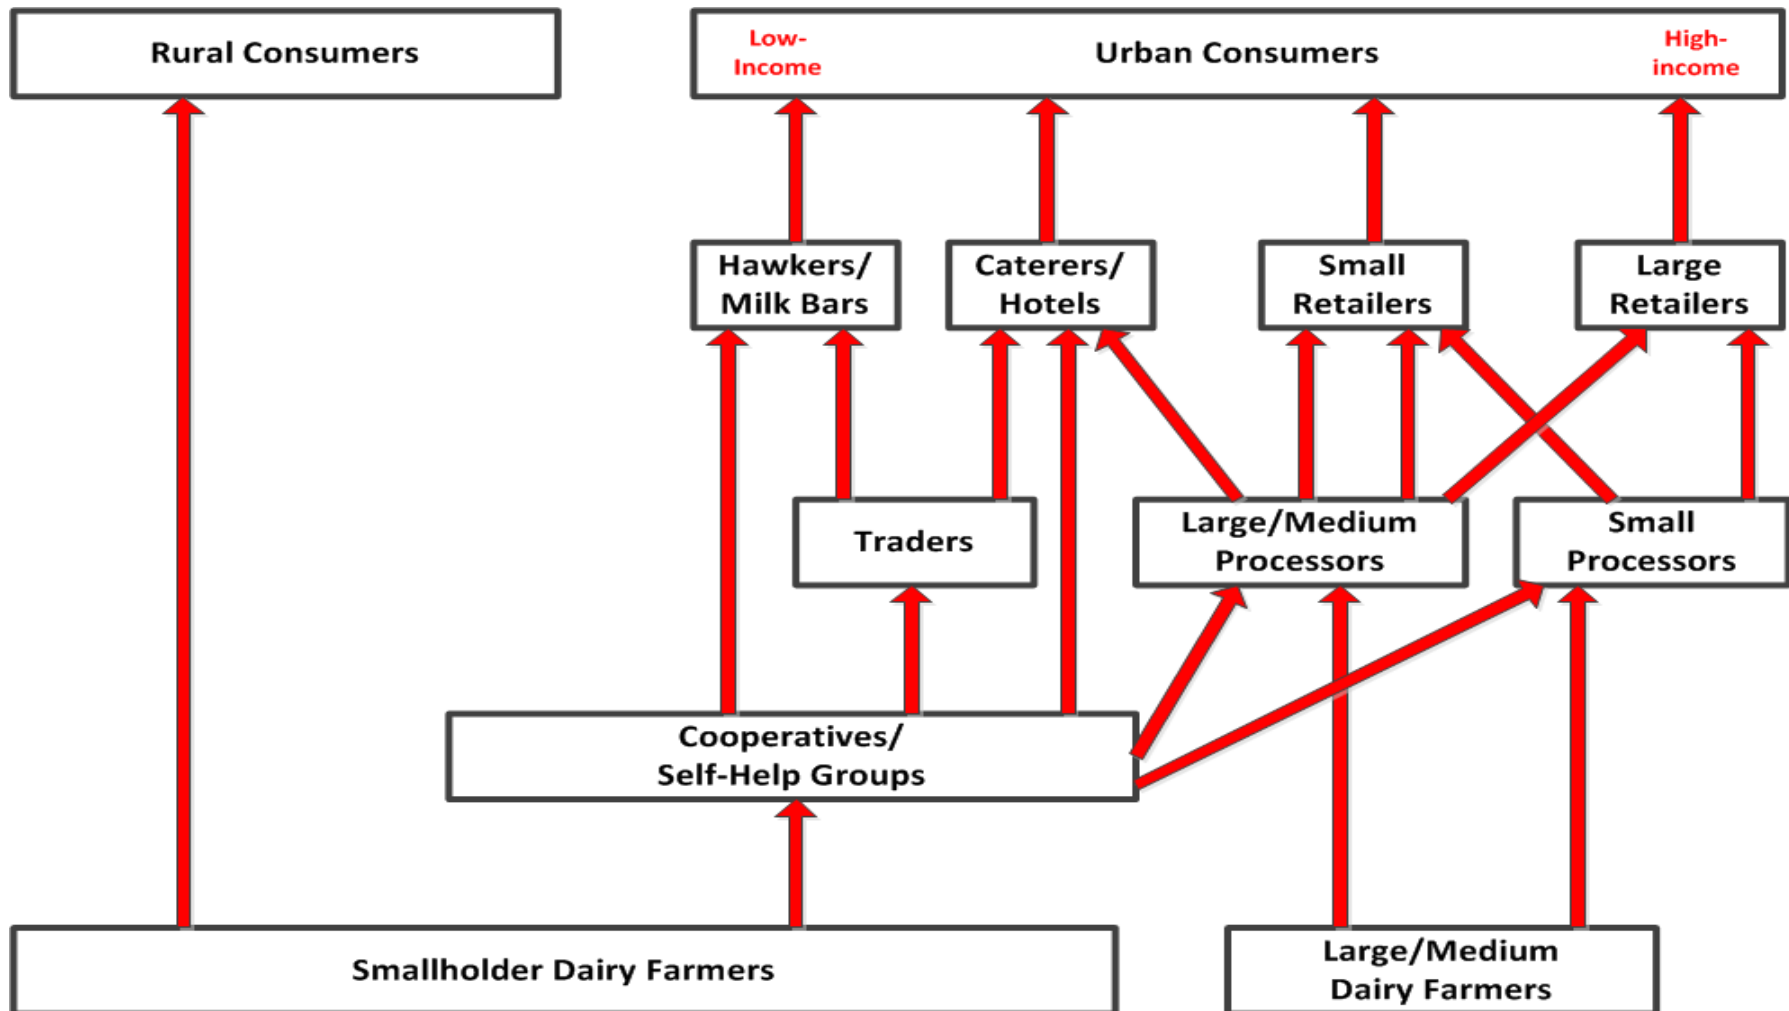 Rural Consumers
Low-
Income
Urban Consumers
High-
income
Hawkers/
Milk Bars
Caterers/
Hotels
Small
Retailers
Large
Retailers
Traders
Large/Medium
Processors
Small
Processors
Cooperatives/
Self-Help Groups
Smallholder Dairy Farmers
Large/Medium
Dairy Farmers